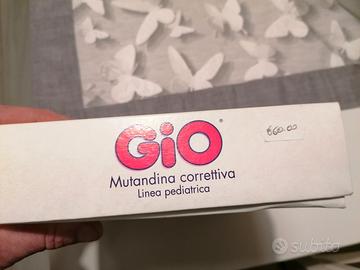 GiO®
€60.00
Mutandina correttiva
Linea pediatrica
subito